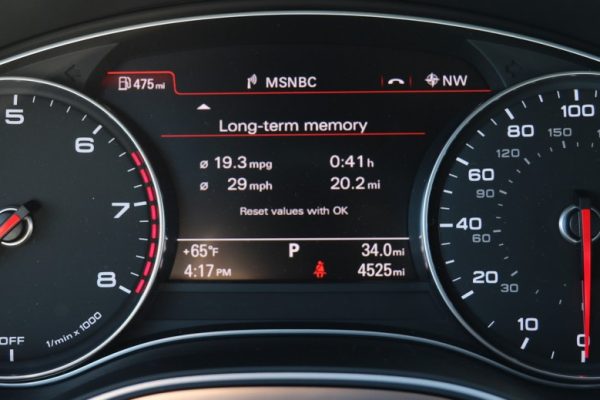 475 mi
MSNBC
NW
Long-term memory
ø 19.3 mpg 0:41 h
ø 29 mph 20.2 mi
Reset values with OK
+65°F P 34.0 mi
4:17 PM 4525 mi
5
6
7
8
OFF
1/min x 1000
100
80
60
40
20
10
0
150
120
90
60
30